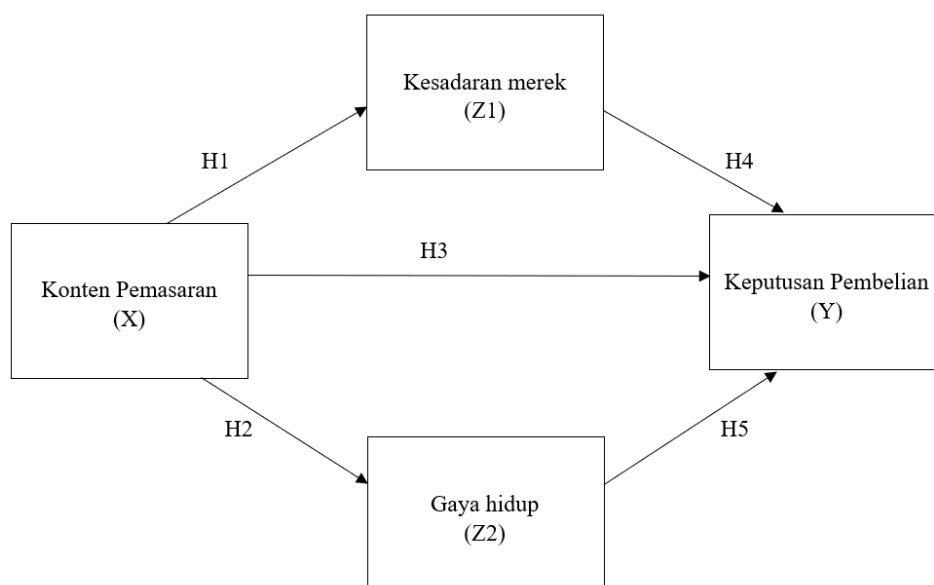 Kesadaran merek
(Z1)
H1
H4
H3
Konten Pemasaran
(X)
Keputusan Pembelian
(Y)
H2
H5
Gaya hidup
(Z2)